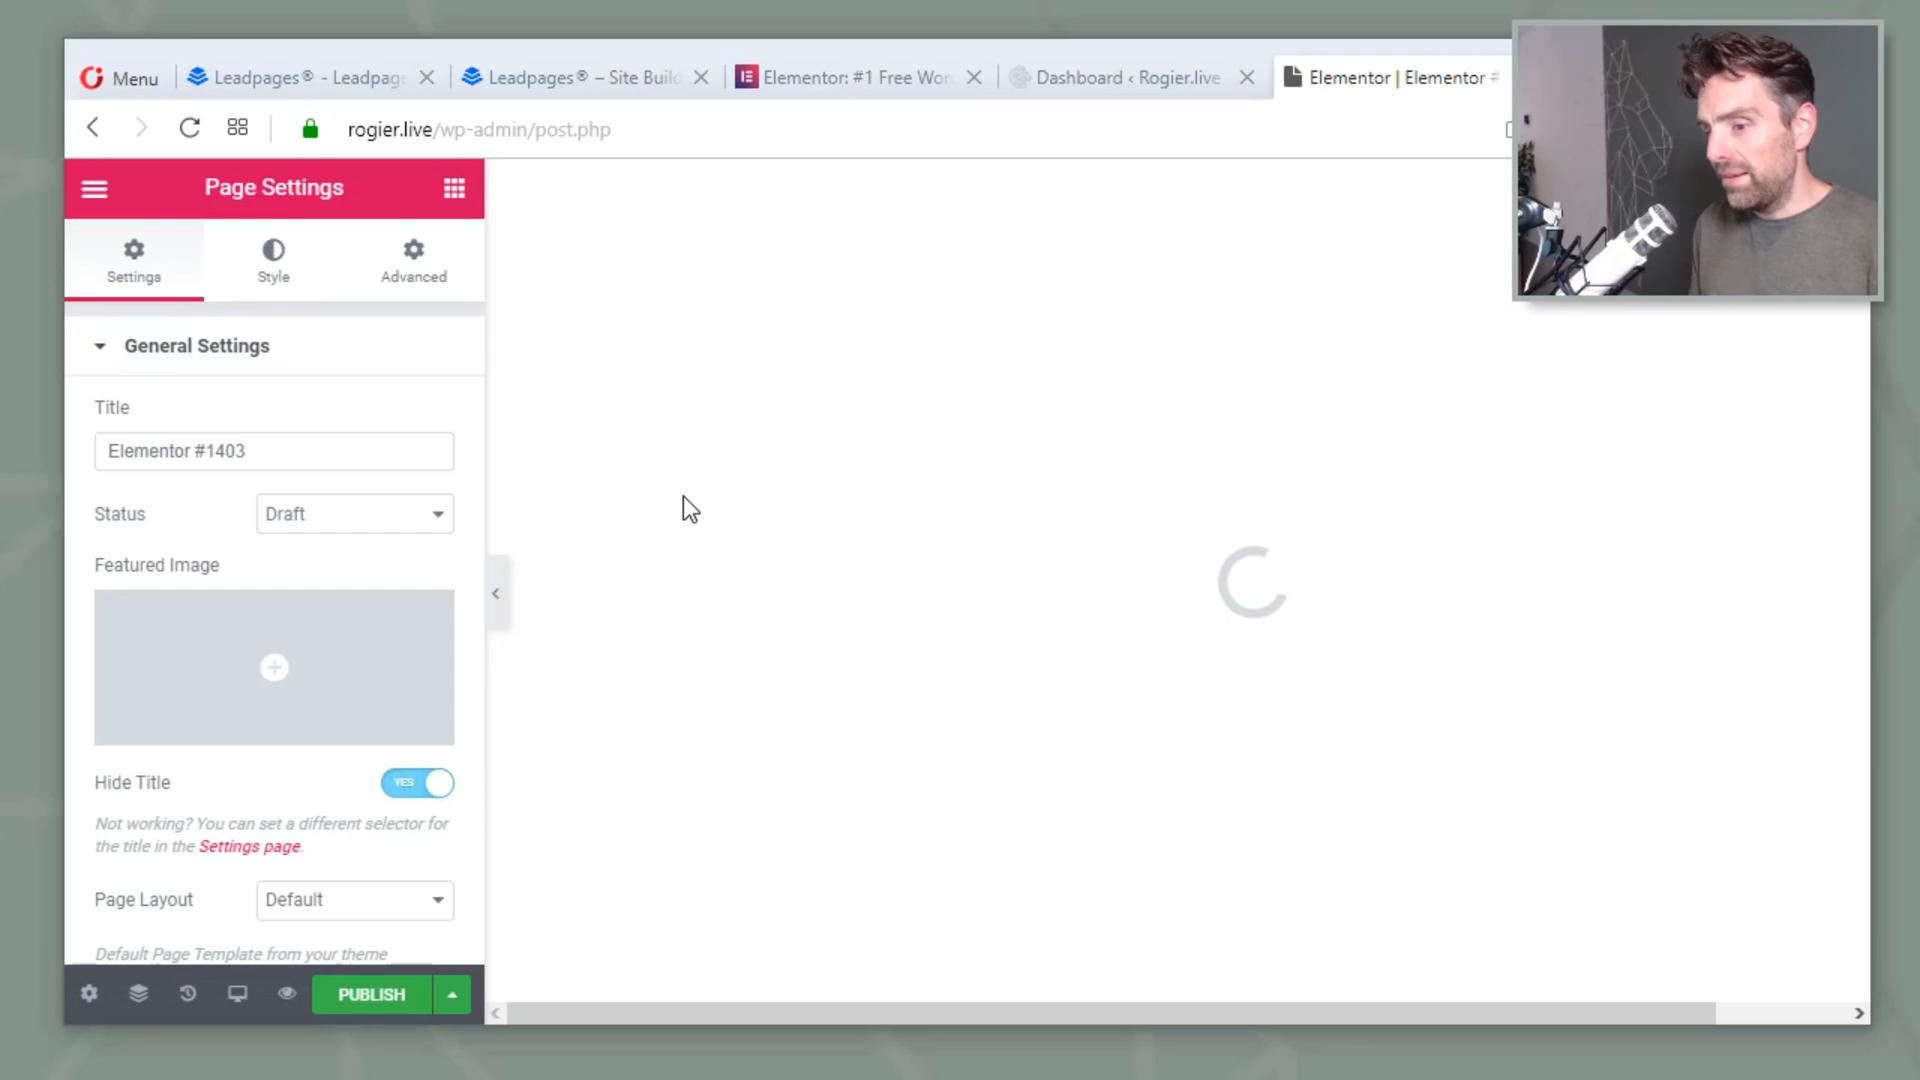 Menu
Leadpages® - Leadpage
Leadpages® – Site Build
Elementor: #1 Free Wor
Dashboard ‹ Rogier.live
Elementor | Elementor #
rogier.live/wp-admin/post.php
Page Settings
Settings
Style
Advanced
General Settings
Title
Elementor #1403
Status
Draft
Featured Image
Hide Title
YES
Not working? You can set a different selector for
the title in the Settings page.
Page Layout
Default
Default Page Template from your theme
PUBLISH